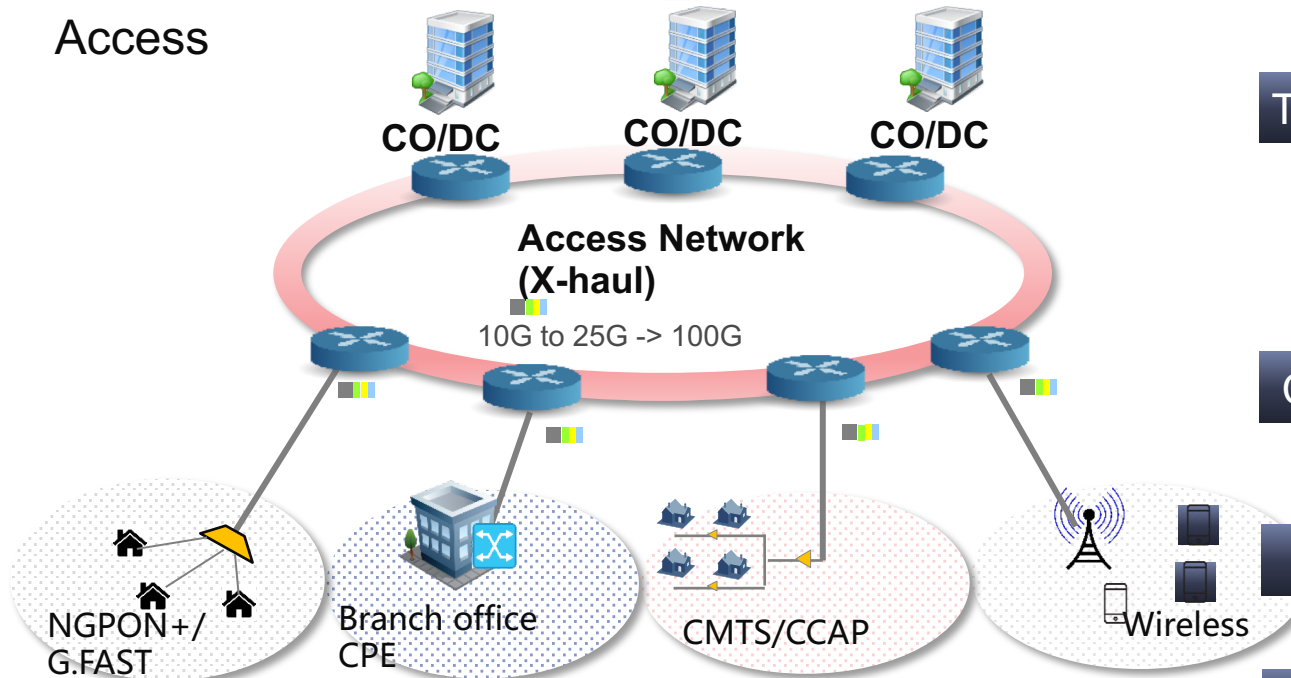 Access
CO/DC
CO/DC
CO/DC
Access Network
(X-haul)
10G to 25G -> 100G
NGPON+/
G.FAST
Branch office
CPE
CMTS/CCAP
Wireless
T